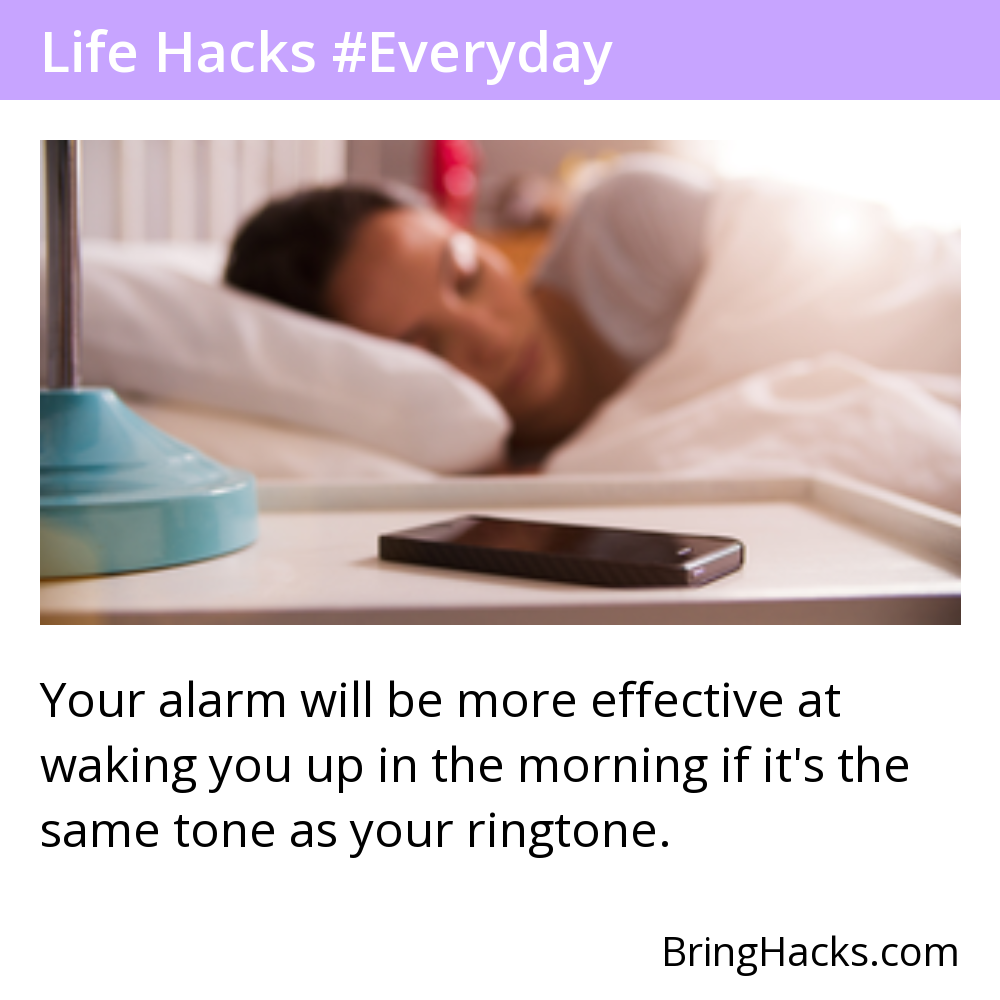 Life Hacks #Everyday
Your alarm will be more effective at
waking you up in the morning if it's the
same tone as your ringtone.
BringHacks.com